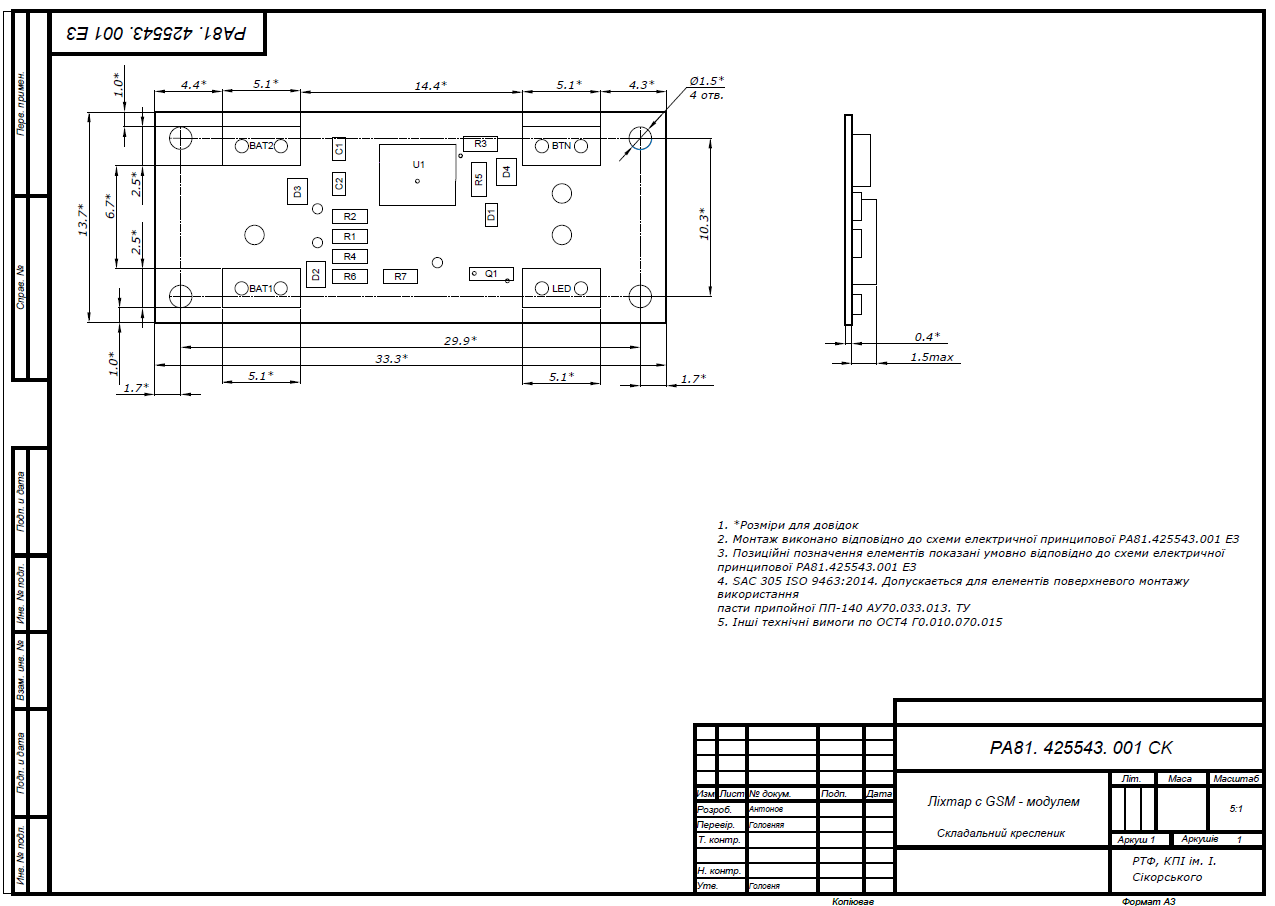 РА81. 425543. 001 Е3
Перв. примен.
Справ. №
Подп. и дата
Инв. № подл.
Взам. инв. №
Подп. и дата
Инв. № подл.
1.0*
4.4*
5.1*
14.4*
5.1*
4.3*
Ø1.5*
4 отв.
BAT2
C1
U1
R3
BTN
C2
D3
R5
D4
R2
D1
R1
R4
D2
R6
R7
Q1
BAT1
LED
2.5*
6.7*
13.7*
2.5*
10.3*
1.0*
29.9*
33.3*
5.1*
5.1*
1.7*
1.7*
0.4*
1.5max
1. *Розміри для довідок
2. Монтаж виконано відповідно до схеми електричної принципової РА81.425543.001 Е3
3. Позиційні позначення елементів показані умовно відповідно до схеми електричної
принципової РА81.425543.001 Е3
4. SAC 305 ISO 9463:2014. Допускається для елементів поверхневого монтажу
використання
пасти припойної ПП-140 АУ70.033.013. ТУ
5. Інші технічні вимоги по ОСТ4 Г0.010.070.015
РА81. 425543. 001 СК
Изм Лист № докум. Подп. Дата
Розроб. Антонов
Перевір. Головняя
Т. контр.
Н. контр.
Утв. Головня
Ліхтар с GSM - модулем
Складальний кресленик
Літ. Маса Масштаб
5:1
Аркуш 1 Аркушів 1
РТФ, КПІ ім. І.
Сікорського
Копіював Формат А3